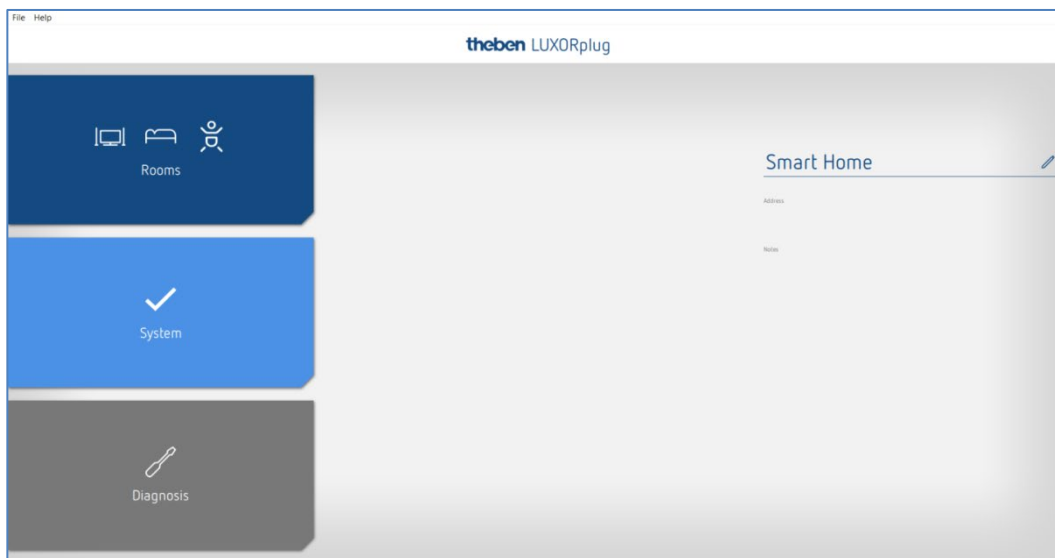 File Help
theben LUXORplug
Rooms
System
Diagnosis
Smart Home
Address
Notes